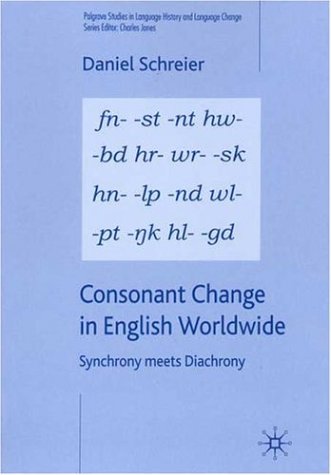 Palgrave Studies in Language History and Language Change
Series Editor: Charles Jones
Daniel Schreier
fn- -st -nt hw-
-bd hr- wr- -sk
hn- -lp -nd wl-
-pt -ŋk hl- -gd
Consonant Change
in English Worldwide
Synchrony meets Diachrony